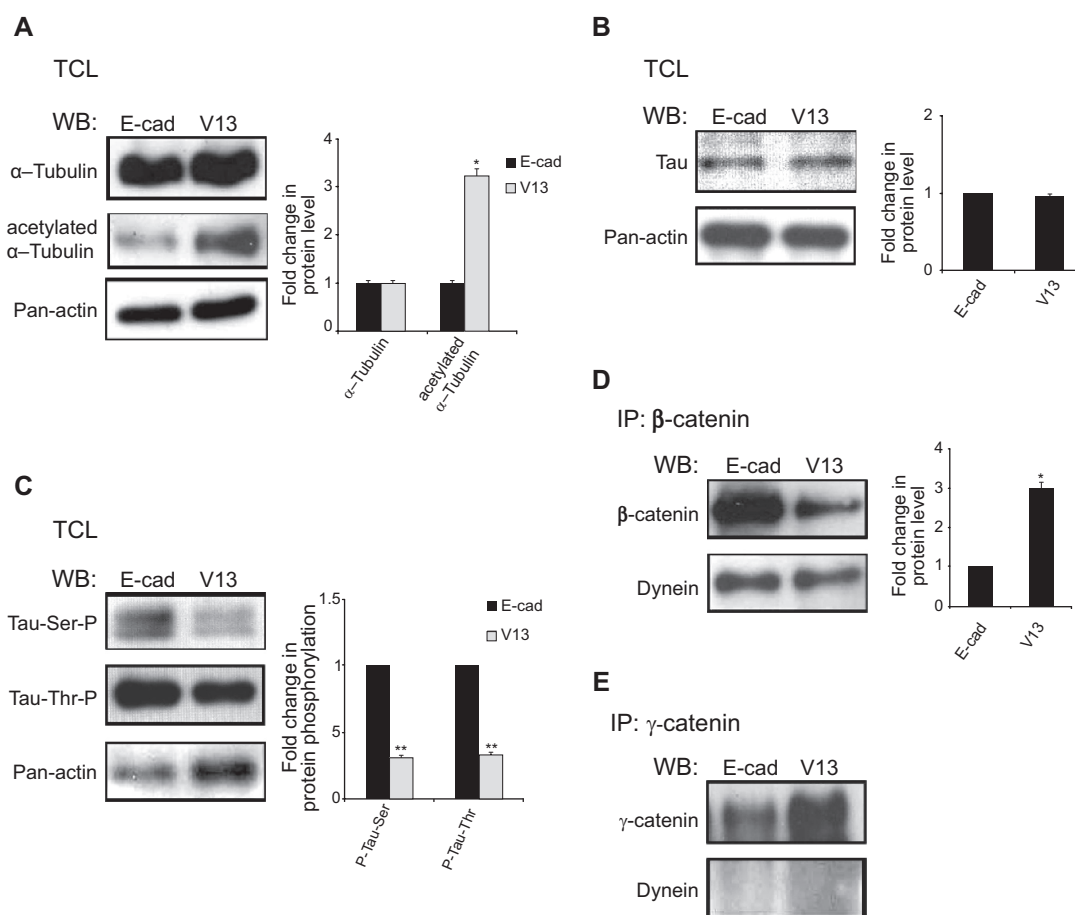 A
TCL
WB: E-cad V13
α–Tubulin
acetylated
α–Tubulin
Pan-actin
Fold change in
protein level
4
3
2
1
0
E-cad
V13
*
α–Tubulin
acetylated
α–Tubulin
B
TCL
WB: E-cad V13
Tau
Pan-actin
Fold change in
protein level
2
1
0
E-cad
V13
C
TCL
WB: E-cad V13
Tau-Ser-P
Tau-Thr-P
Pan-actin
Fold change in
protein phosphorylation
1.5
1
5
0
E-cad
V13
**
**
P-Tau-Ser
P-Tau-Thr
D
IP: β-catenin
WB: E-cad V13
β-catenin
Dynein
Fold change in
protein level
4
3
2
1
0
*
E-cad
V13
E
IP: γ-catenin
WB: E-cad V13
γ-catenin
Dynein